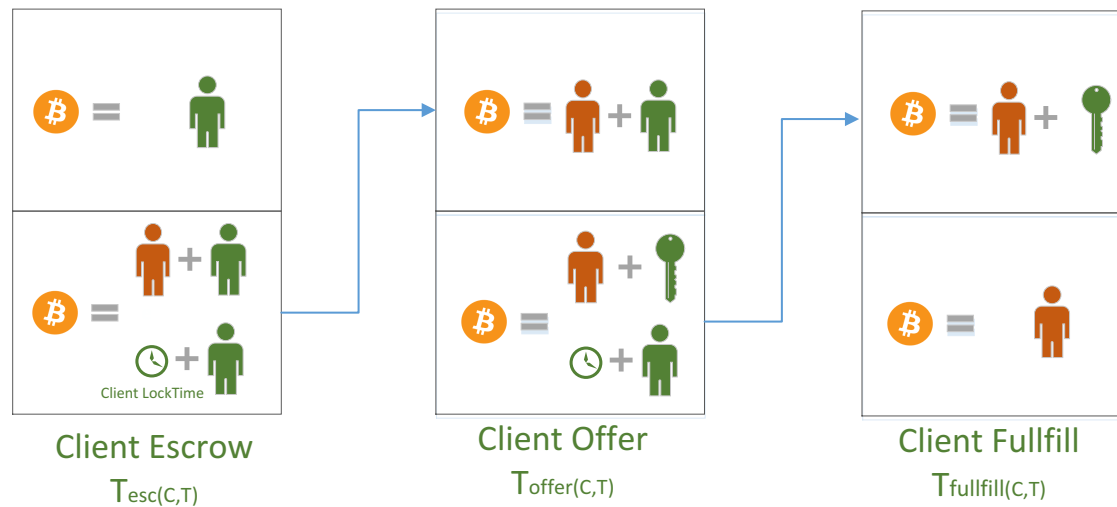 Client LockTime
Client Escrow
Tesc(C,T)
Client Offer
Toffer(C,T)
Client Fullfill
Tfullfill(C,T)